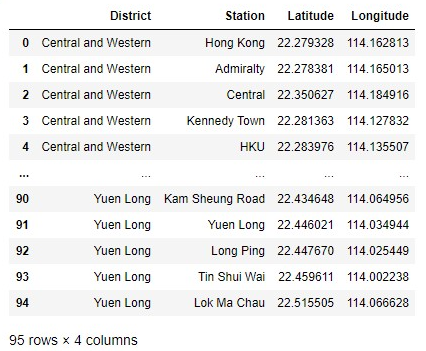 District Station Latitude Longitude
0 Central and Western Hong Kong 22.279328 114.162813
1 Central and Western Admiralty 22.278381 114.165013
2 Central and Western Central 22.350627 114.184916
3 Central and Western Kennedy Town 22.281363 114.127832
4 Central and Western HKU 22.283976 114.135507
... ... ... ... ...
90 Yuen Long Kam Sheung Road 22.434648 114.064956
91 Yuen Long Yuen Long 22.446021 114.034944
92 Yuen Long Long Ping 22.447670 114.025449
93 Yuen Long Tin Shui Wai 22.459611 114.002238
94 Yuen Long Lok Ma Chau 22.515505 114.066628
95 rows × 4 columns